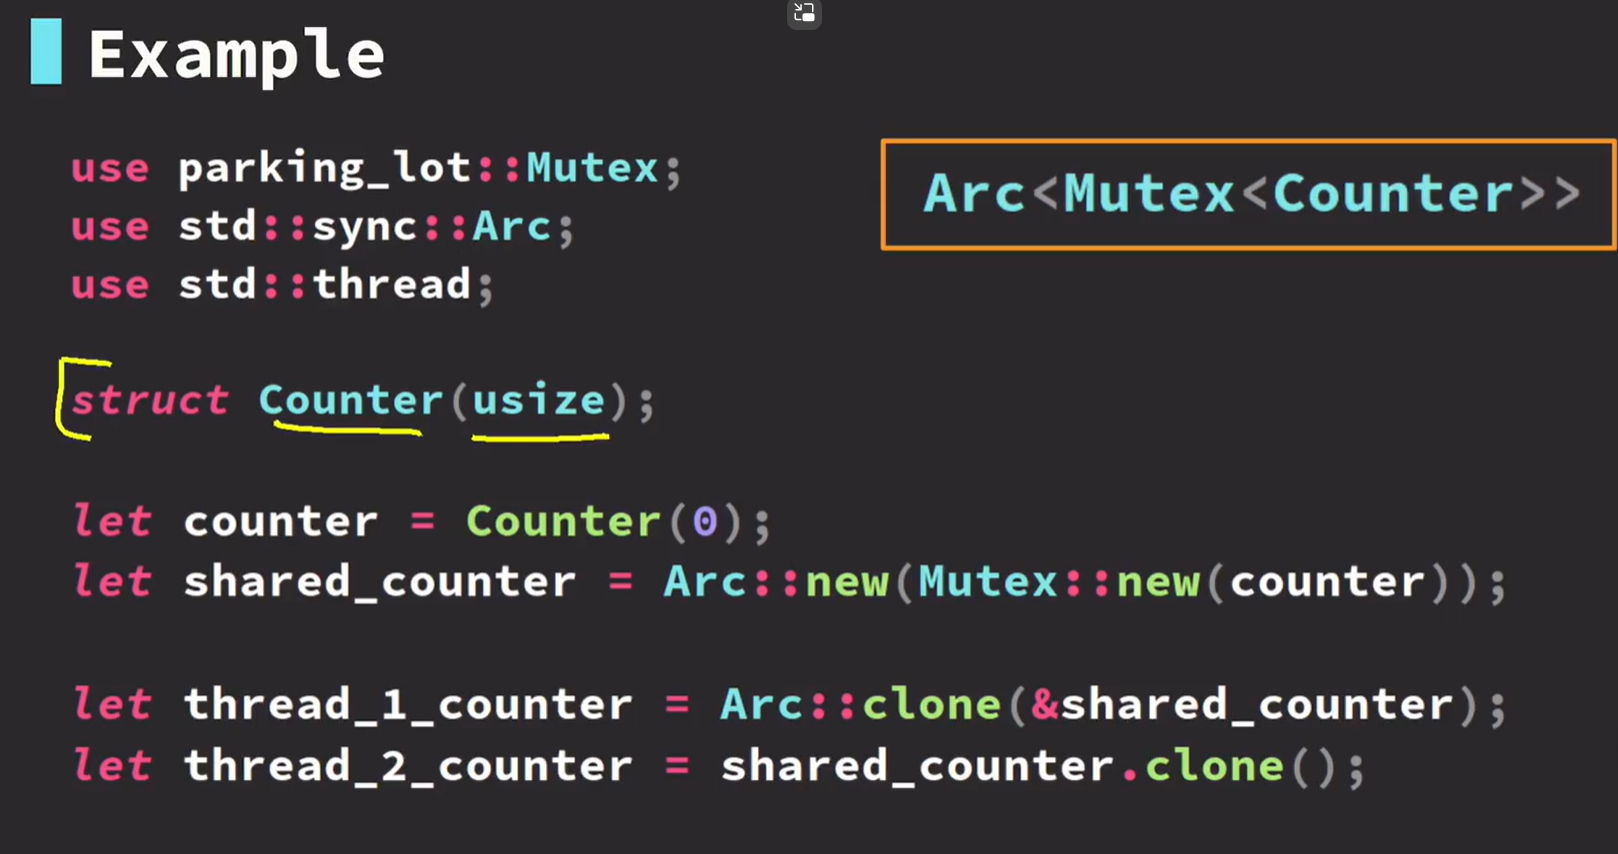 Example
use parking_lot::Mutex;
Arc<Mutex<Counter>>
use std::sync::Arc;
use std::thread;
struct Counter(usize);
let counter = Counter(0);
let shared_counter = Arc::new(Mutex::new(counter));
let thread_1_counter = Arc::clone(&shared_counter);
let thread_2_counter = shared_counter.clone();